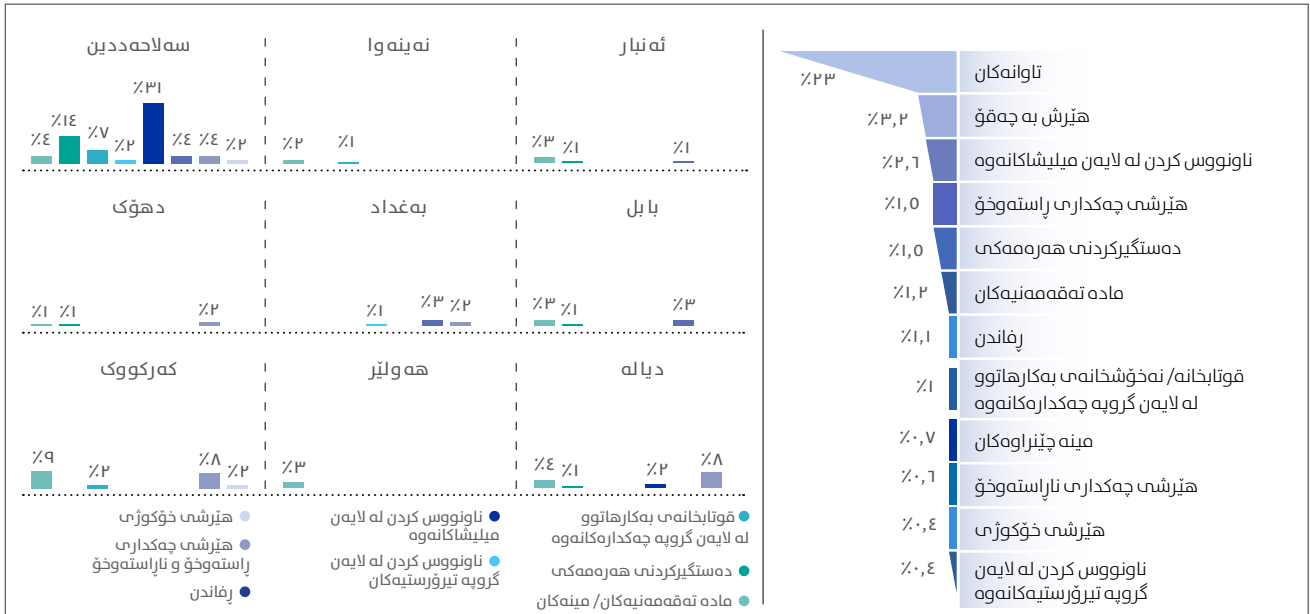 تاوانەکان
٪٢٣
هێرش بە چەقۆ
٪٣,٢
ناونووس کردن لە لایەن میلیشاکانەوە
٪٢,٦
هێرشی چەکداری ڕاستەوخۆ
٪١,٥
دەستگیرکردنی هەرەمەکی
٪١,٥
مادە تەقەمەنیەکان
٪١,٢
ڕفاندن
٪١,١
قوتابخانە/ نەخۆشخانەی بەکارهاتوو
لە لایەن گروپە چەکدارەکانەوە
٪١
مینە چێنراوەکان
٪٠,٧
هێرشی چەکداری ناڕاستەوخۆ
٪٠,٦
هێرشی خۆکوژی
٪٠,٤
ناونووس کردن لە لایەن
گروپە تیرۆرستیەکانەوە
٪٠,٤
ئەنبار
٪٣ ٪١ ٪١
نەینەوا
٪٢ ٪١
سەلاحەددین
٪٤ ٪١٤ ٪٧ ٪٢ ٪٣١ ٪٤ ٪٤ ٪٢
بابل
٪٣ ٪١ ٪٣
بەغداد
٪١ ٪٣ ٪٢
دهۆک
٪١ ٪١ ٪٢
دیالە
٪٤ ٪١ ٪٢ ٪٨
هەولێر
٪٣
کەرکووک
٪٩ ٪٢ ٪٨ ٪٢
قوتابخانەی بەکارهاتوو
لە لایەن گروپە چەکدارەکانەوە
دەستگیرکردنی هەرەمەکی
مادە تەقەمەنیەکان/ مینەکان
ناونووس کردن لە لایەن
میلیشاکانەوە
ناونووس کردن لە لایەن
گروپە تیرۆرستیەکان
هێرشی خۆکوژی
هێرشی چەکداری
ڕاستەوخۆ و ناڕاستەوخۆ
ڕفاندن